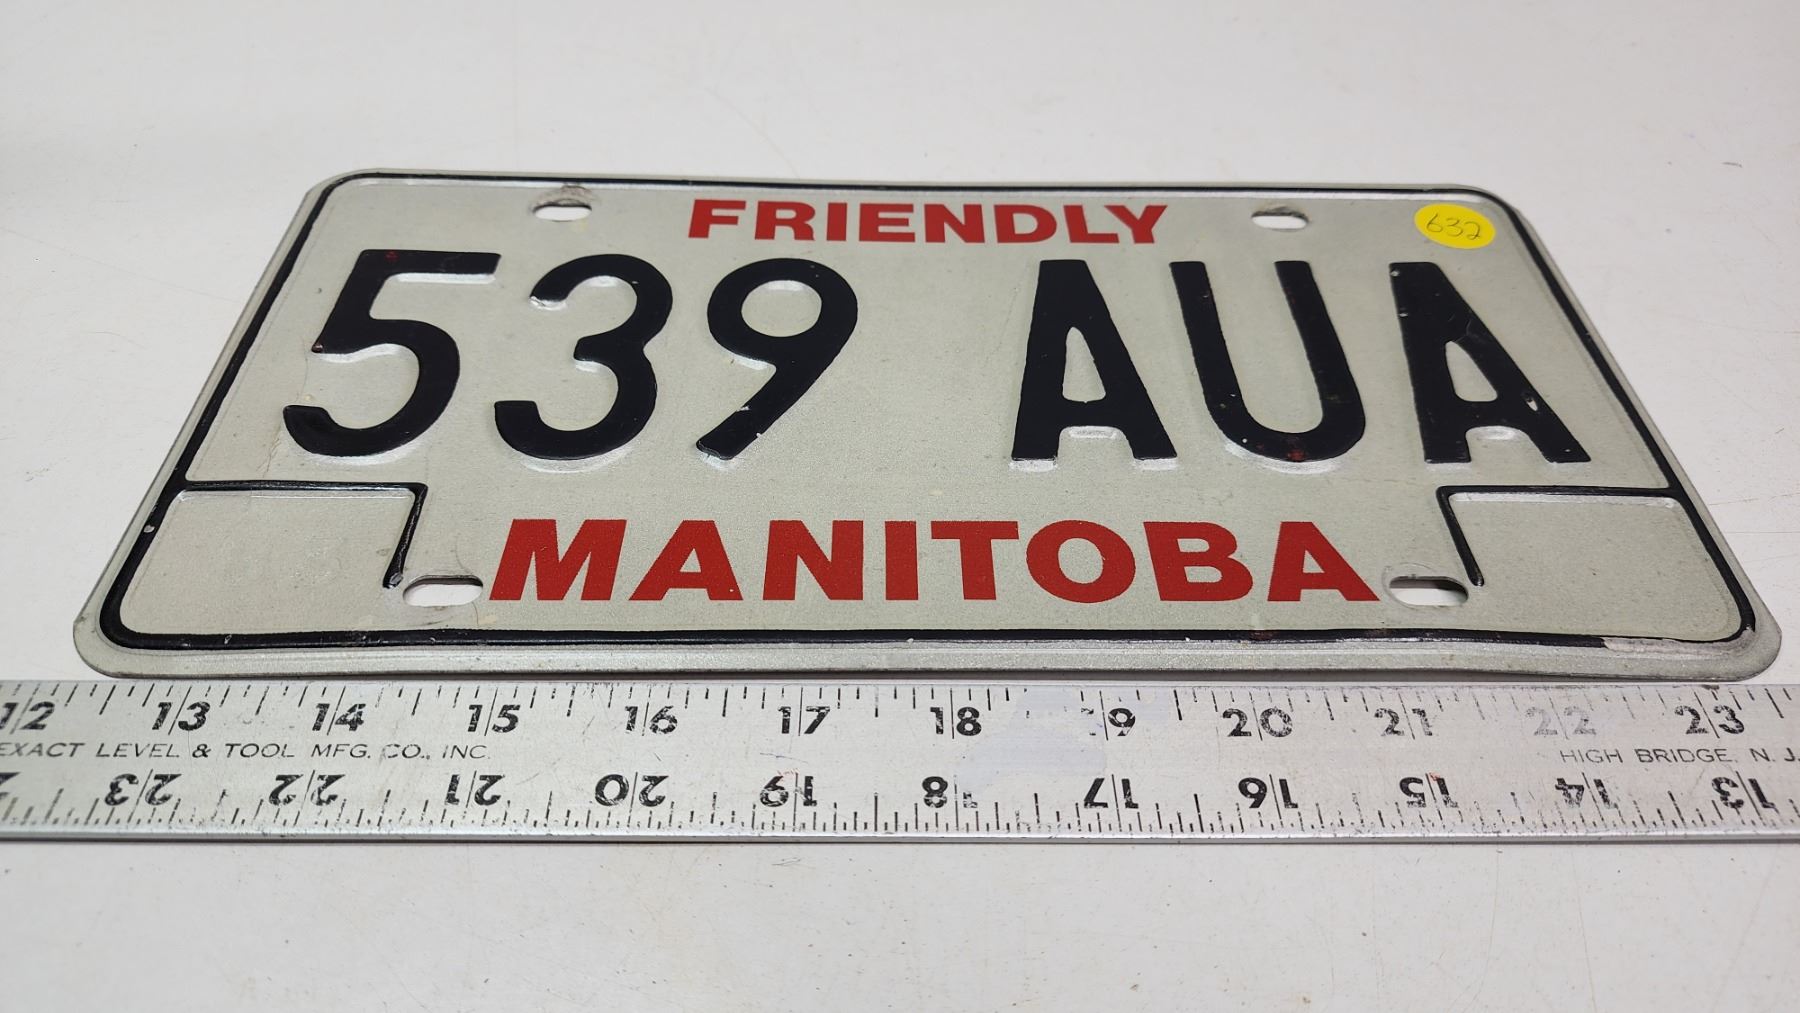 FRIENDLY
632
539 AUA
MANITOBA
12 13 14 15 16 17 18 19 20 21 22 23
EXACT LEVEL & TOOL MFG. CO., INC. HIGH BRIDGE, N. J.
23 22 21 20 19 18 17 16 15 14 13